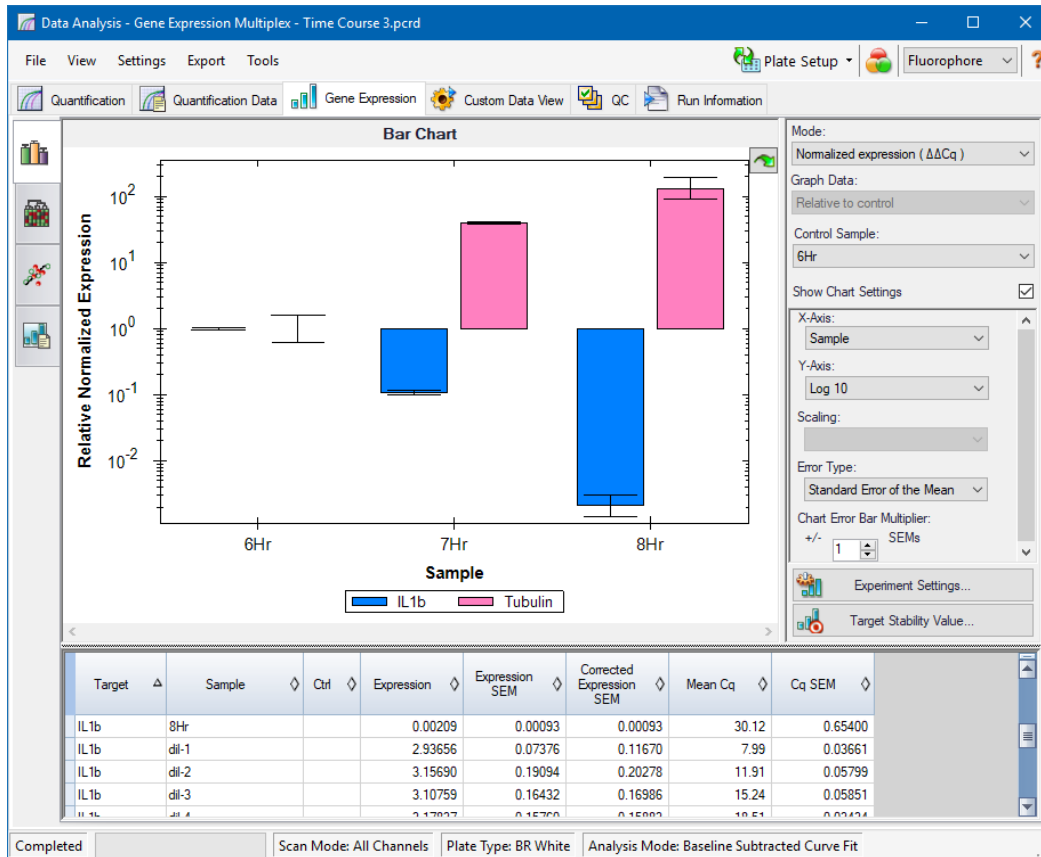 Data Analysis - Gene Expression Multiplex - Time Course 3.pcrd
File View Settings Export Tools Plate Setup Fluorophore ?
Quantification Quantification Data Gene Expression Custom Data View QC Run Information
Bar Chart
Relative Normalized Expression
10^2
10^1
10^0
10^-1
10^-2
6Hr 7Hr 8Hr
Sample
IL1b Tubulin
Mode:
Normalized expression ( ΔΔCq )
Graph Data:
Relative to control
Control Sample:
6Hr
Show Chart Settings
X-Axis:
Sample
Y-Axis:
Log 10
Scaling:
Error Type:
Standard Error of the Mean
Chart Error Bar Multiplier:
+/- 1 SEMs
Experiment Settings...
Target Stability Value...
Target Sample Ctrl Expression Expression SEM Corrected Expression SEM Mean Cq Cq SEM
IL1b 8Hr 0.00209 0.00093 0.00093 30.12 0.65400
IL1b dil-1 2.93656 0.07376 0.11670 7.99 0.03661
IL1b dil-2 3.15690 0.19094 0.20278 11.91 0.05799
IL1b dil-3 3.10759 0.16432 0.16986 15.24 0.05851
Completed Scan Mode: All Channels Plate Type: BR White Analysis Mode: Baseline Subtracted Curve Fit